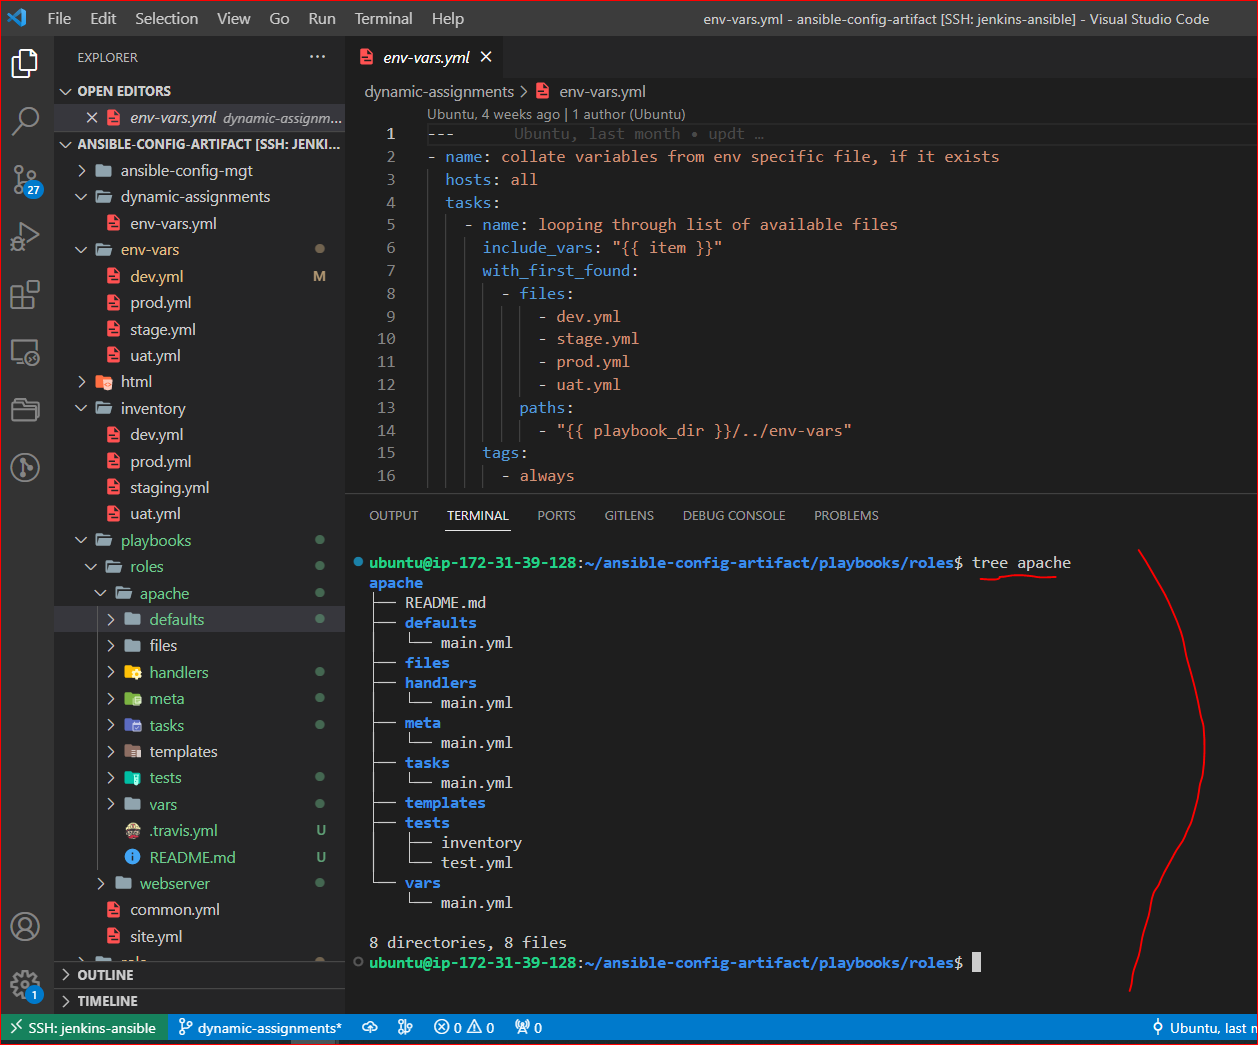 File Edit Selection View Go Run Terminal Help
env-vars.yml - ansible-config-artifact [SSH: jenkins-ansible] - Visual Studio Code
EXPLORER ...
OPEN EDITORS
env-vars.yml dynamic-assignm...
ANSIBLE-CONFIG-ARTIFACT [SSH: JENKI...
ansible-config-mgt
dynamic-assignments
env-vars.yml
env-vars
dev.yml M
prod.yml
stage.yml
uat.yml
html
inventory
dev.yml
prod.yml
staging.yml
uat.yml
playbooks
roles
apache
defaults
files
handlers
meta
tasks
templates
tests
vars
.travis.yml U
README.md U
webserver
common.yml
site.yml
OUTLINE
TIMELINE
27
1
env-vars.yml
dynamic-assignments > env-vars.yml
Ubuntu, 4 weeks ago | 1 author (Ubuntu)
1 --- Ubuntu, last month • updt …
2 - name: collate variables from env specific file, if it exists
3 hosts: all
4 tasks:
5 - name: looping through list of available files
6 include_vars: "{{ item }}"
7 with_first_found:
8 - files:
9 - dev.yml
10 - stage.yml
11 - prod.yml
12 - uat.yml
13 paths:
14 - "{{ playbook_dir }}/../env-vars"
15 tags:
16 - always
OUTPUT TERMINAL PORTS GITLENS DEBUG CONSOLE PROBLEMS
ubuntu@ip-172-31-39-128:~/ansible-config-artifact/playbooks/roles$ tree apache
apache
├── README.md
├── defaults
│   └── main.yml
├── files
├── handlers
│   └── main.yml
├── meta
│   └── main.yml
├── tasks
│   └── main.yml
├── templates
├── tests
│   ├── inventory
│   └── test.yml
└── vars
    └── main.yml
8 directories, 8 files
ubuntu@ip-172-31-39-128:~/ansible-config-artifact/playbooks/roles$
SSH: jenkins-ansible dynamic-assignments* 0 0 0 Ubuntu, last m